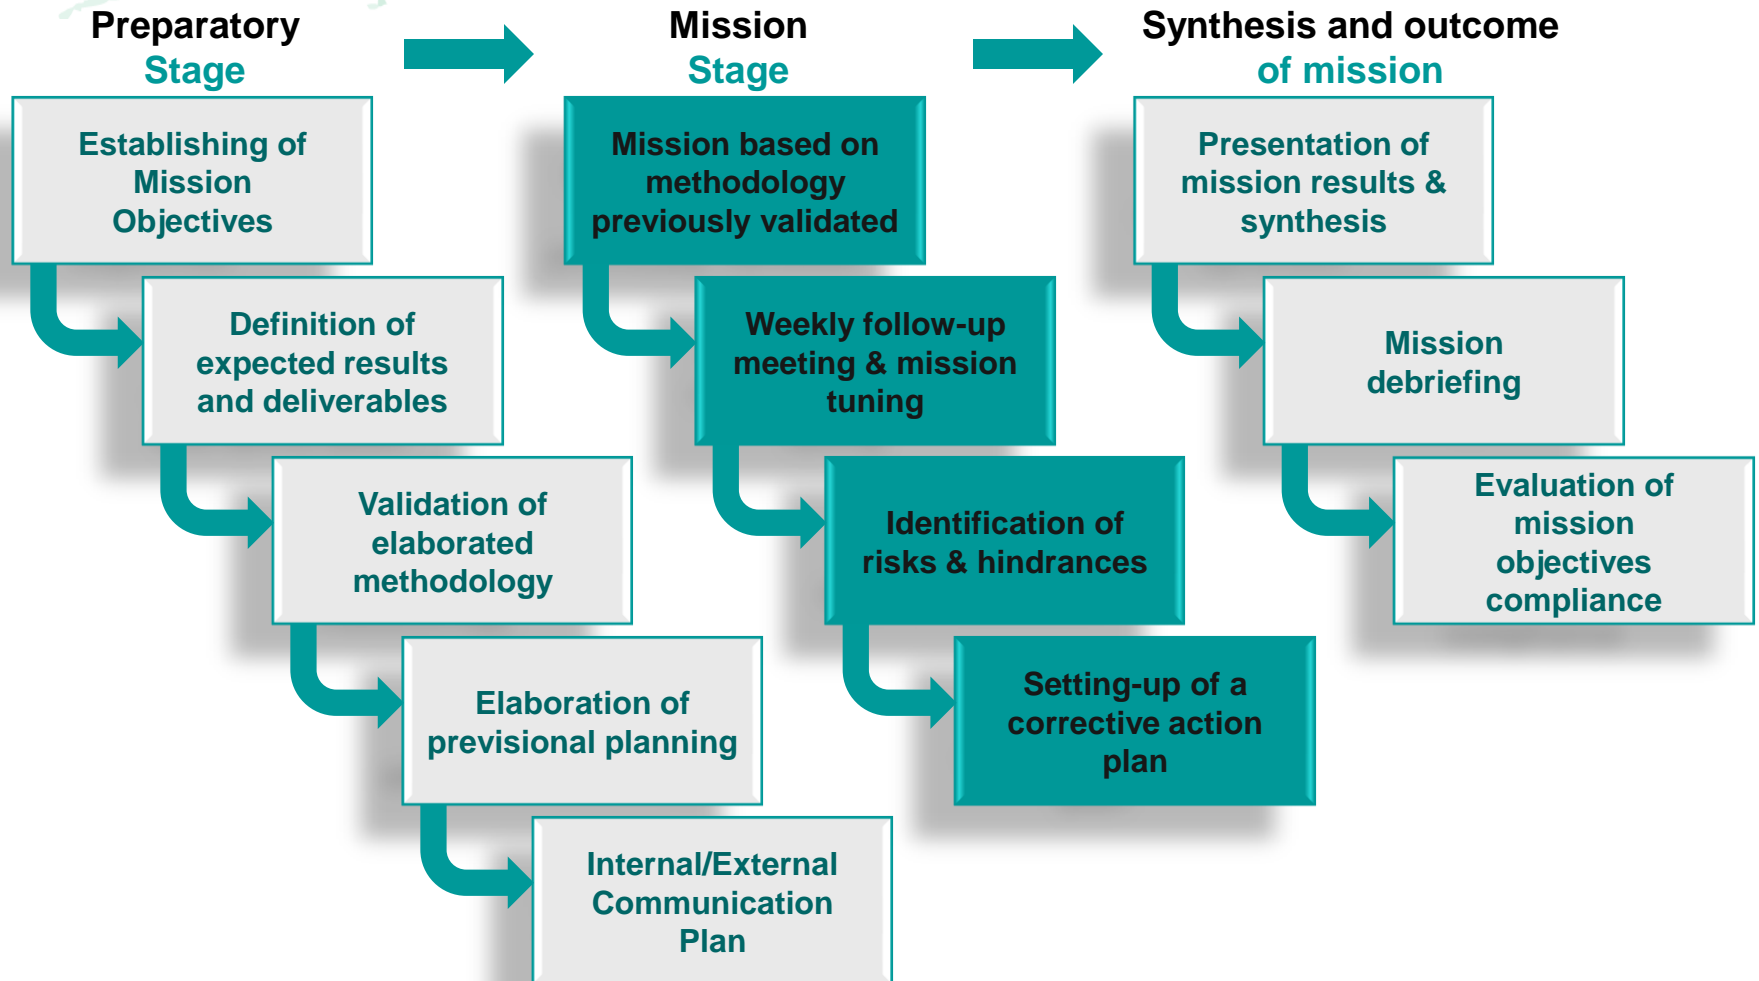 Preparatory
Stage
Mission
Stage
Synthesis and outcome
of mission
Establishing of
Mission
Objectives
Definition of
expected results
and deliverables
Validation of
elaborated
methodology
Elaboration of
previsional planning
Internal/External
Communication
Plan
Mission based on
methodology
previously validated
Weekly follow-up
meeting & mission
tuning
Identification of
risks & hindrances
Setting-up of a
corrective action
plan
Presentation of
mission results &
synthesis
Mission
debriefing
Evaluation of
mission
objectives
compliance